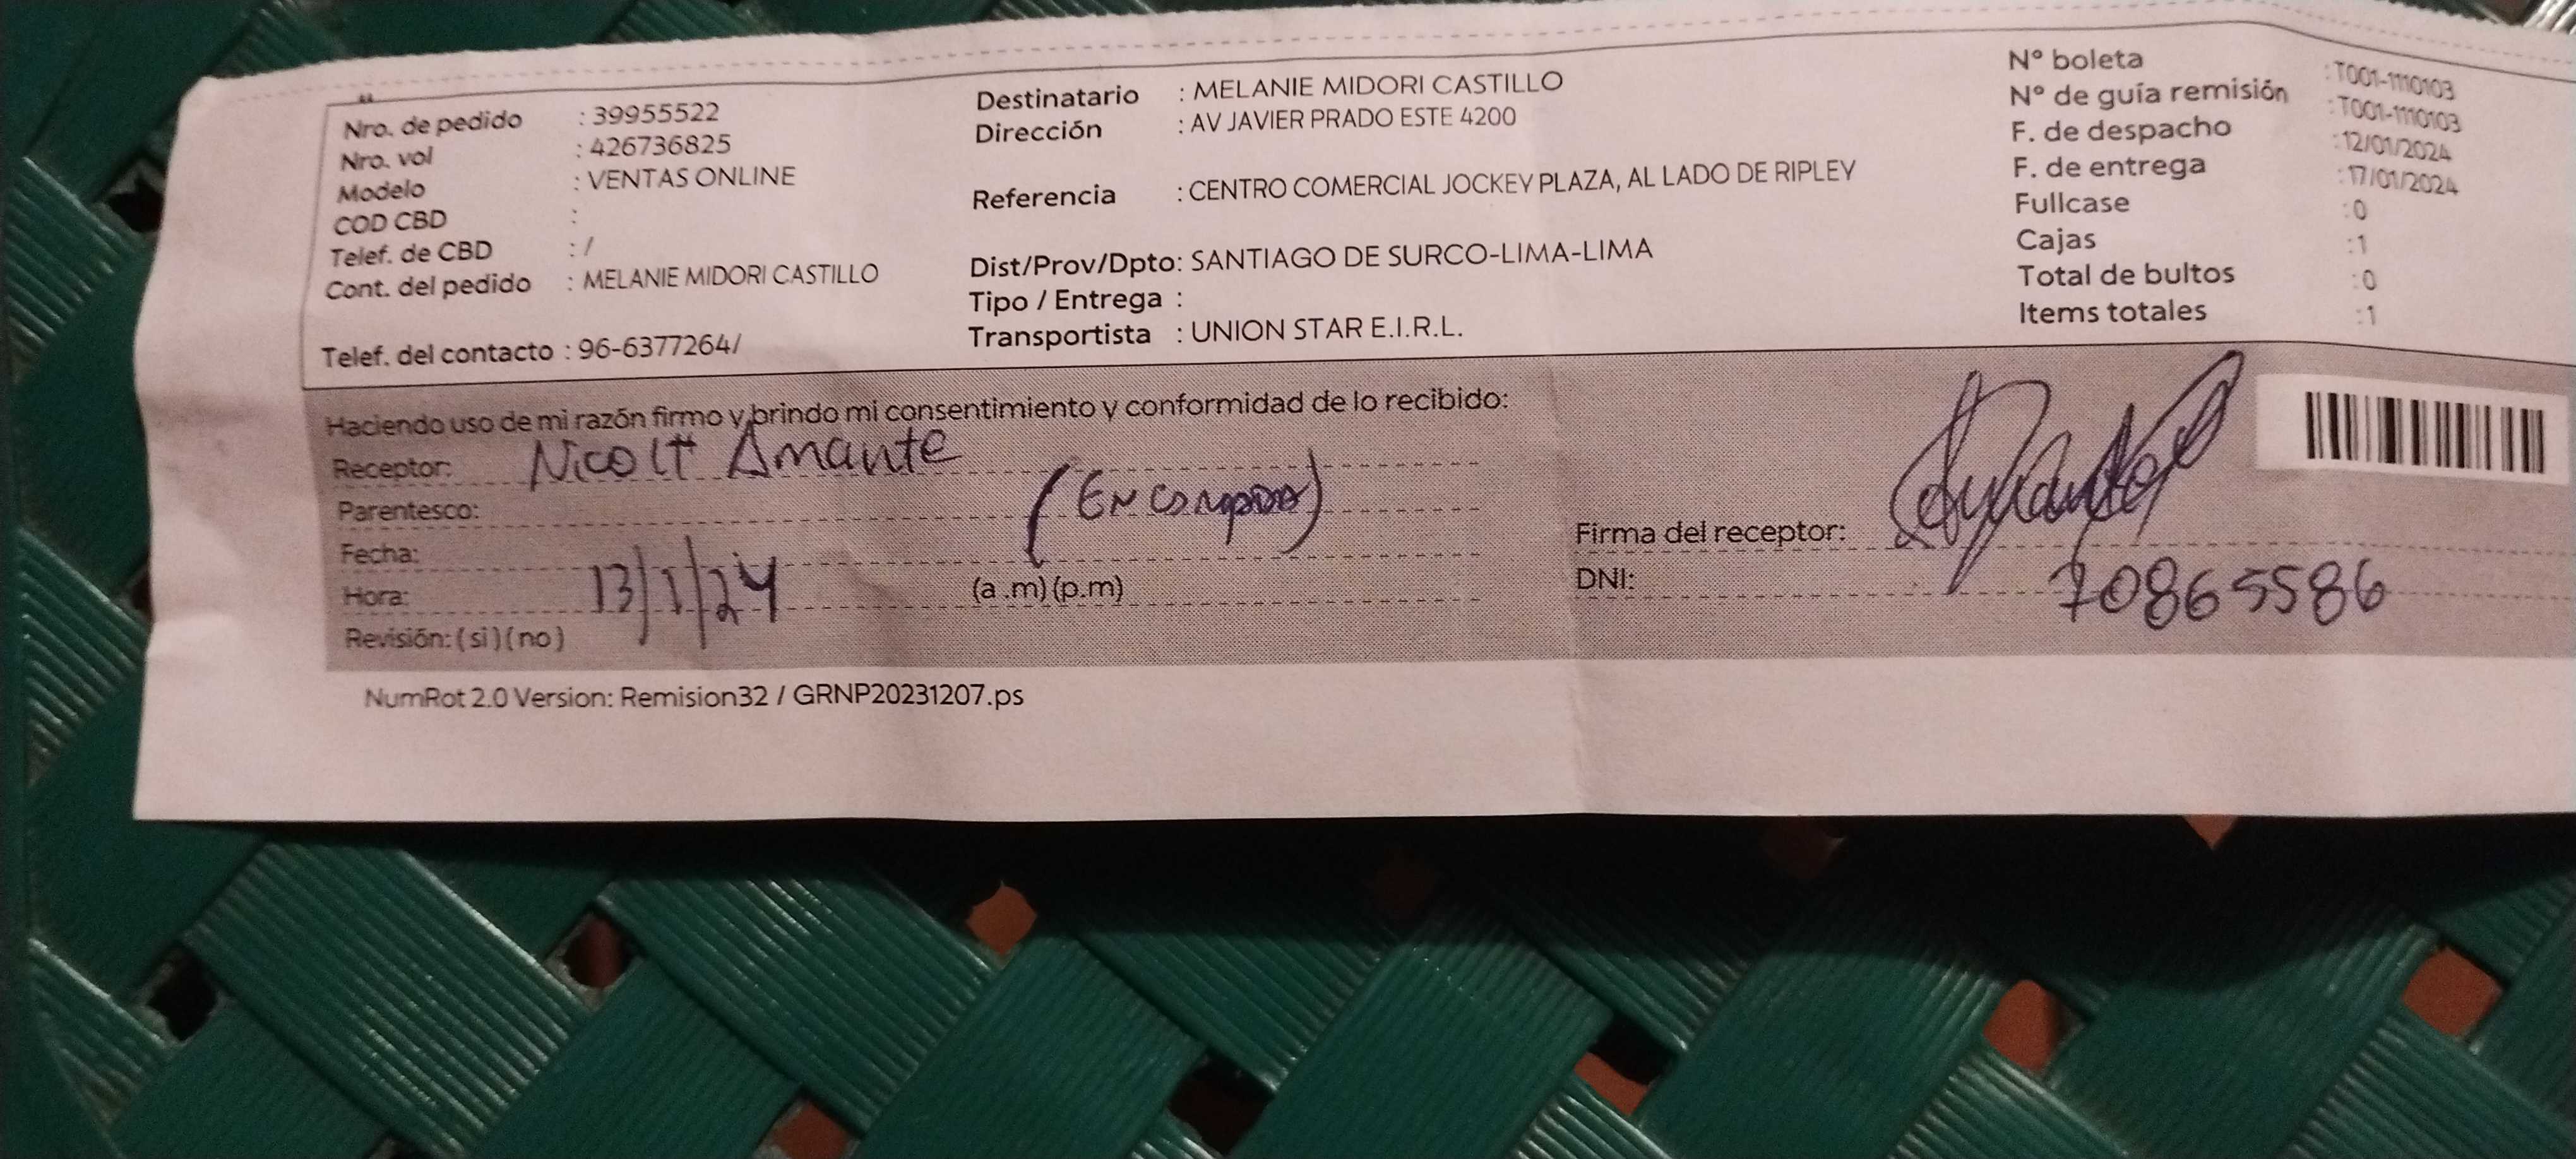 Nro. de pedido : 39955522
Nro. vol : 426736825
Modelo : VENTAS ONLINE
COD CBD :
Telef. de CBD : /
Cont. del pedido : MELANIE MIDORI CASTILLO
Telef. del contacto : 96-6377264/
Destinatario : MELANIE MIDORI CASTILLO
Dirección : AV JAVIER PRADO ESTE 4200
Referencia : CENTRO COMERCIAL JOCKEY PLAZA, AL LADO DE RIPLEY
Dist/Prov/Dpto: SANTIAGO DE SURCO-LIMA-LIMA
Tipo / Entrega :
Transportista : UNION STAR E.I.R.L.
N° boleta : T001-1110103
N° de guía remisión : T001-1110103
F. de despacho : 12/01/2024
F. de entrega : 17/01/2024
Fullcase : 0
Cajas : 1
Total de bultos : 0
Items totales : 1
Haciendo uso de mi razón firmo y brindo mi consentimiento y conformidad de lo recibido:
Receptor: Amante
Parentesco:
Fecha:
Hora: 13/1/24 (a .m) (p.m)
Revisión: ( si ) ( no )
Firma del receptor:
DNI: 70865586
NumRot 2.0 Version: Remision32 / GRNP20231207.ps